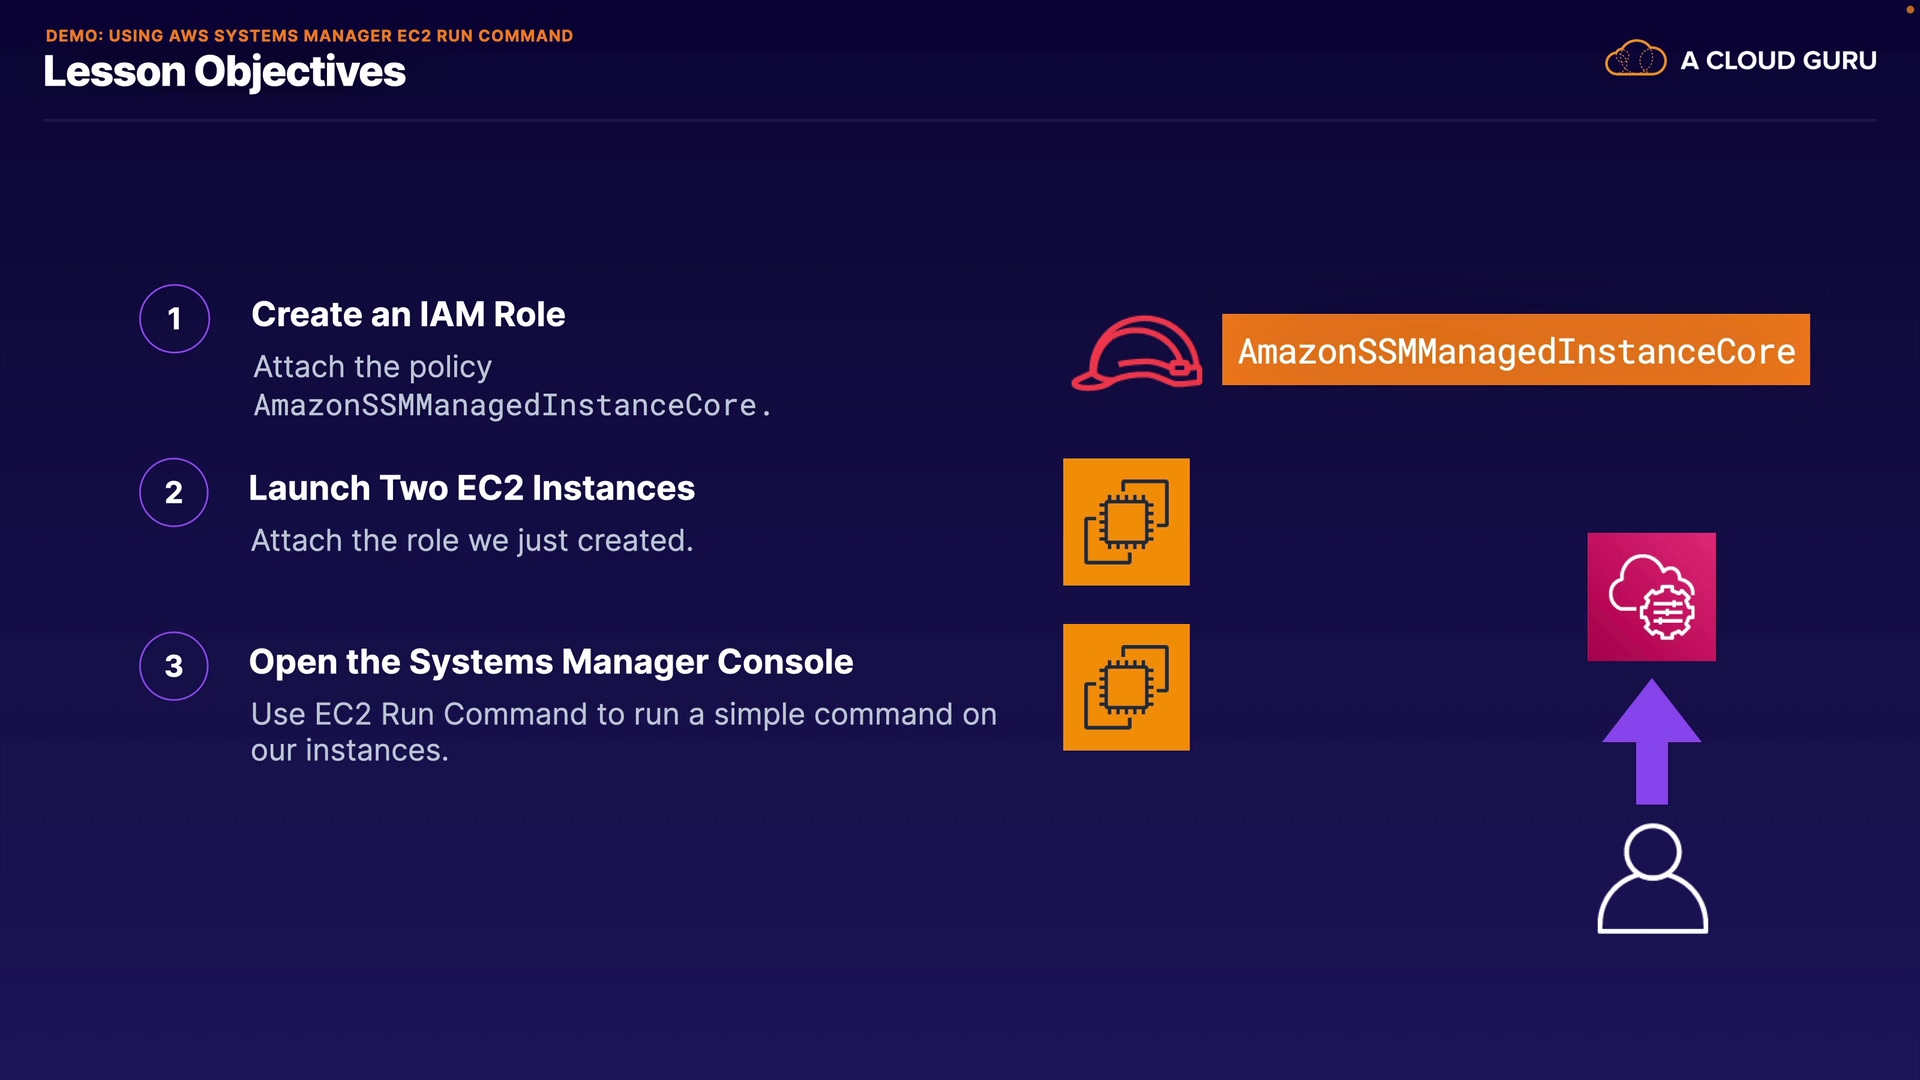 DEMO: USING AWS SYSTEMS MANAGER EC2 RUN COMMAND
Lesson Objectives
A CLOUD GURU
1
Create an IAM Role
Attach the policy
AmazonSSMManagedInstanceCore.
AmazonSSMManagedInstanceCore
2
Launch Two EC2 Instances
Attach the role we just created.
3
Open the Systems Manager Console
Use EC2 Run Command to run a simple command on
our instances.